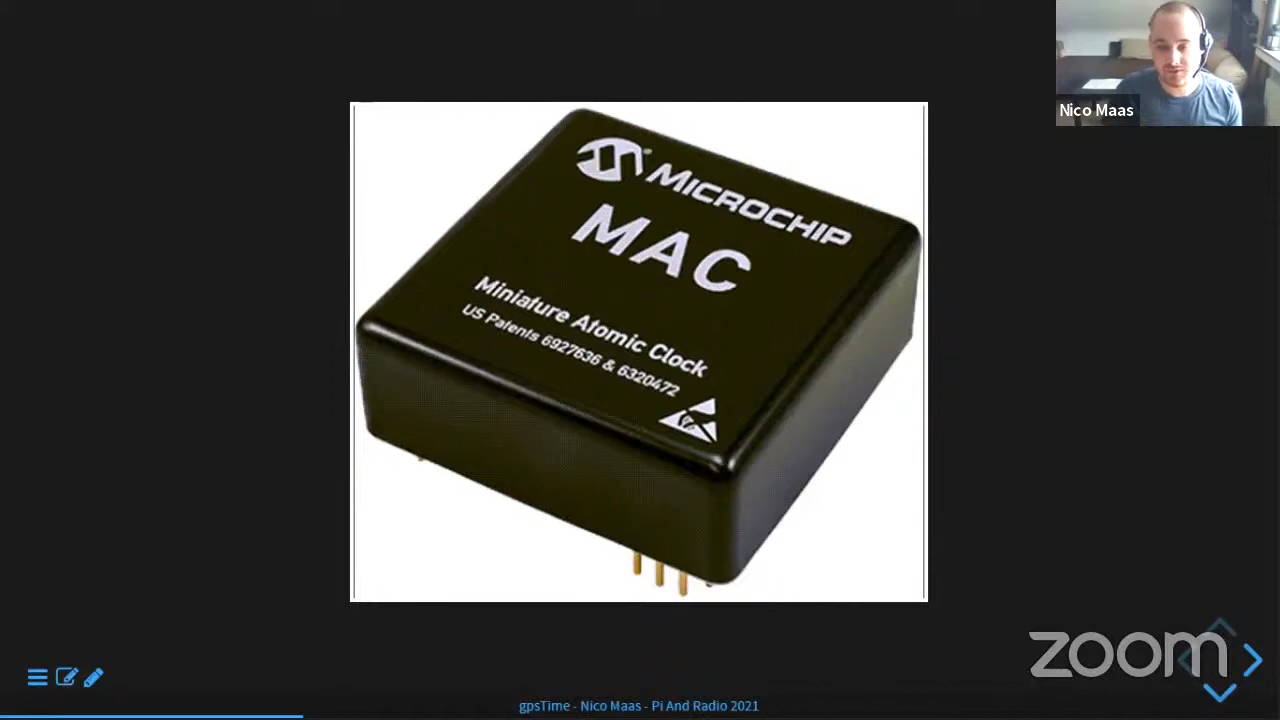 Nico Maas
MICROCHIP
MAC
Miniature Atomic Clock
US Patents 6927636 & 6320472
zoom
gpsTime - Nico Maas - Pi And Radio 2021